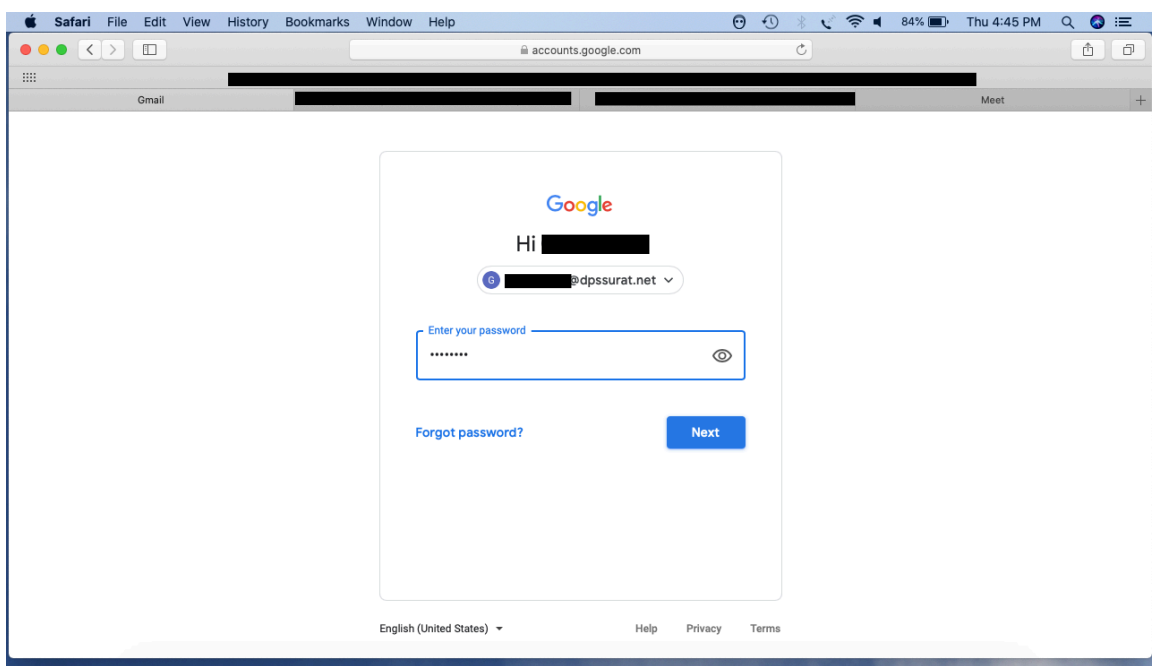 Safari File Edit View History Bookmarks Window Help 84% Thu 4:45 PM
accounts.google.com
Gmail Meet
Google
Hi
G @dpssurat.net
Enter your password
••••••••
Forgot password? Next
English (United States) Help Privacy Terms